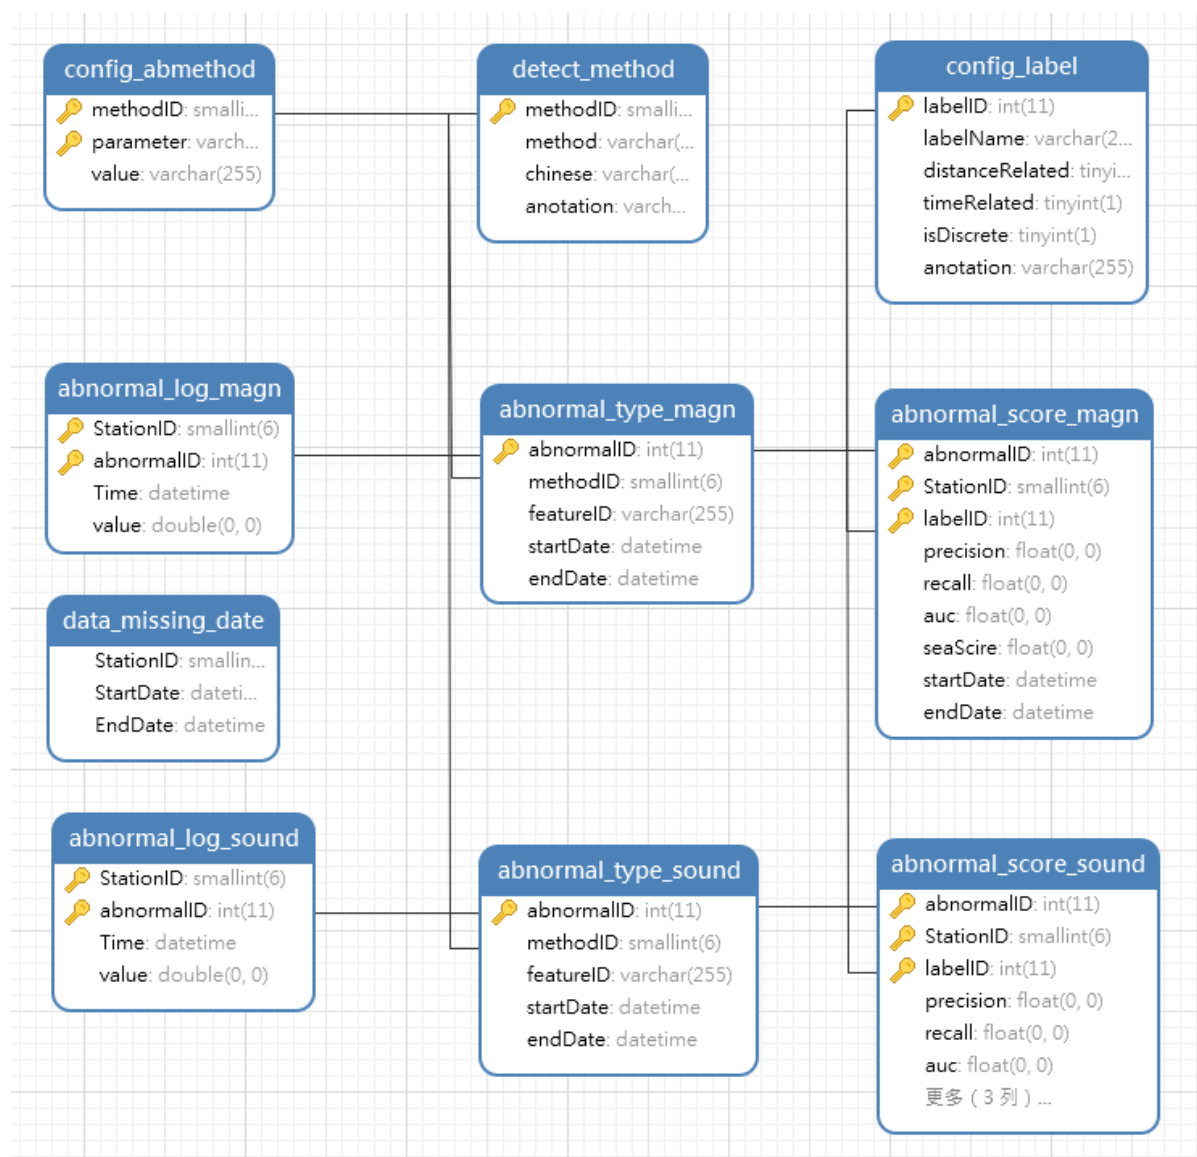 config_abmethod
methodID: smalli...
parameter: varch...
value: varchar(255)
detect_method
methodID: smalli...
method: varchar(...
chinese: varchar(...
anotation: varch...
config_label
labelID: int(11)
labelName: varchar(2...
distanceRelated: tinyi...
timeRelated: tinyint(1)
isDiscrete: tinyint(1)
anotation: varchar(255)
abnormal_log_magn
StationID: smallint(6)
abnormalID: int(11)
Time: datetime
value: double(0, 0)
abnormal_type_magn
abnormalID: int(11)
methodID: smallint(6)
featureID: varchar(255)
startDate: datetime
endDate: datetime
abnormal_score_magn
abnormalID: int(11)
StationID: smallint(6)
labelID: int(11)
precision: float(0, 0)
recall: float(0, 0)
auc: float(0, 0)
seaScire: float(0, 0)
startDate: datetime
endDate: datetime
data_missing_date
StationID: smallin...
StartDate: dateti...
EndDate: datetime
abnormal_log_sound
StationID: smallint(6)
abnormalID: int(11)
Time: datetime
value: double(0, 0)
abnormal_type_sound
abnormalID: int(11)
methodID: smallint(6)
featureID: varchar(255)
startDate: datetime
endDate: datetime
abnormal_score_sound
abnormalID: int(11)
StationID: smallint(6)
labelID: int(11)
precision: float(0, 0)
recall: float(0, 0)
auc: float(0, 0)
更多 ( 3 列 ) ...